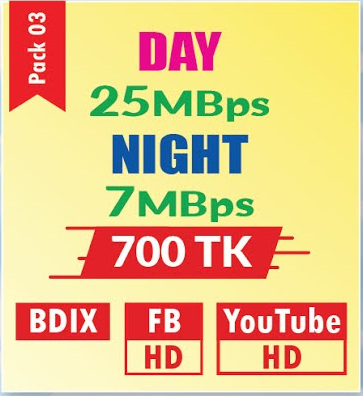 Pack 03
DAY
25MBps
NIGHT
7MBps
700 TK
BDIX
FB
HD
YouTube
HD